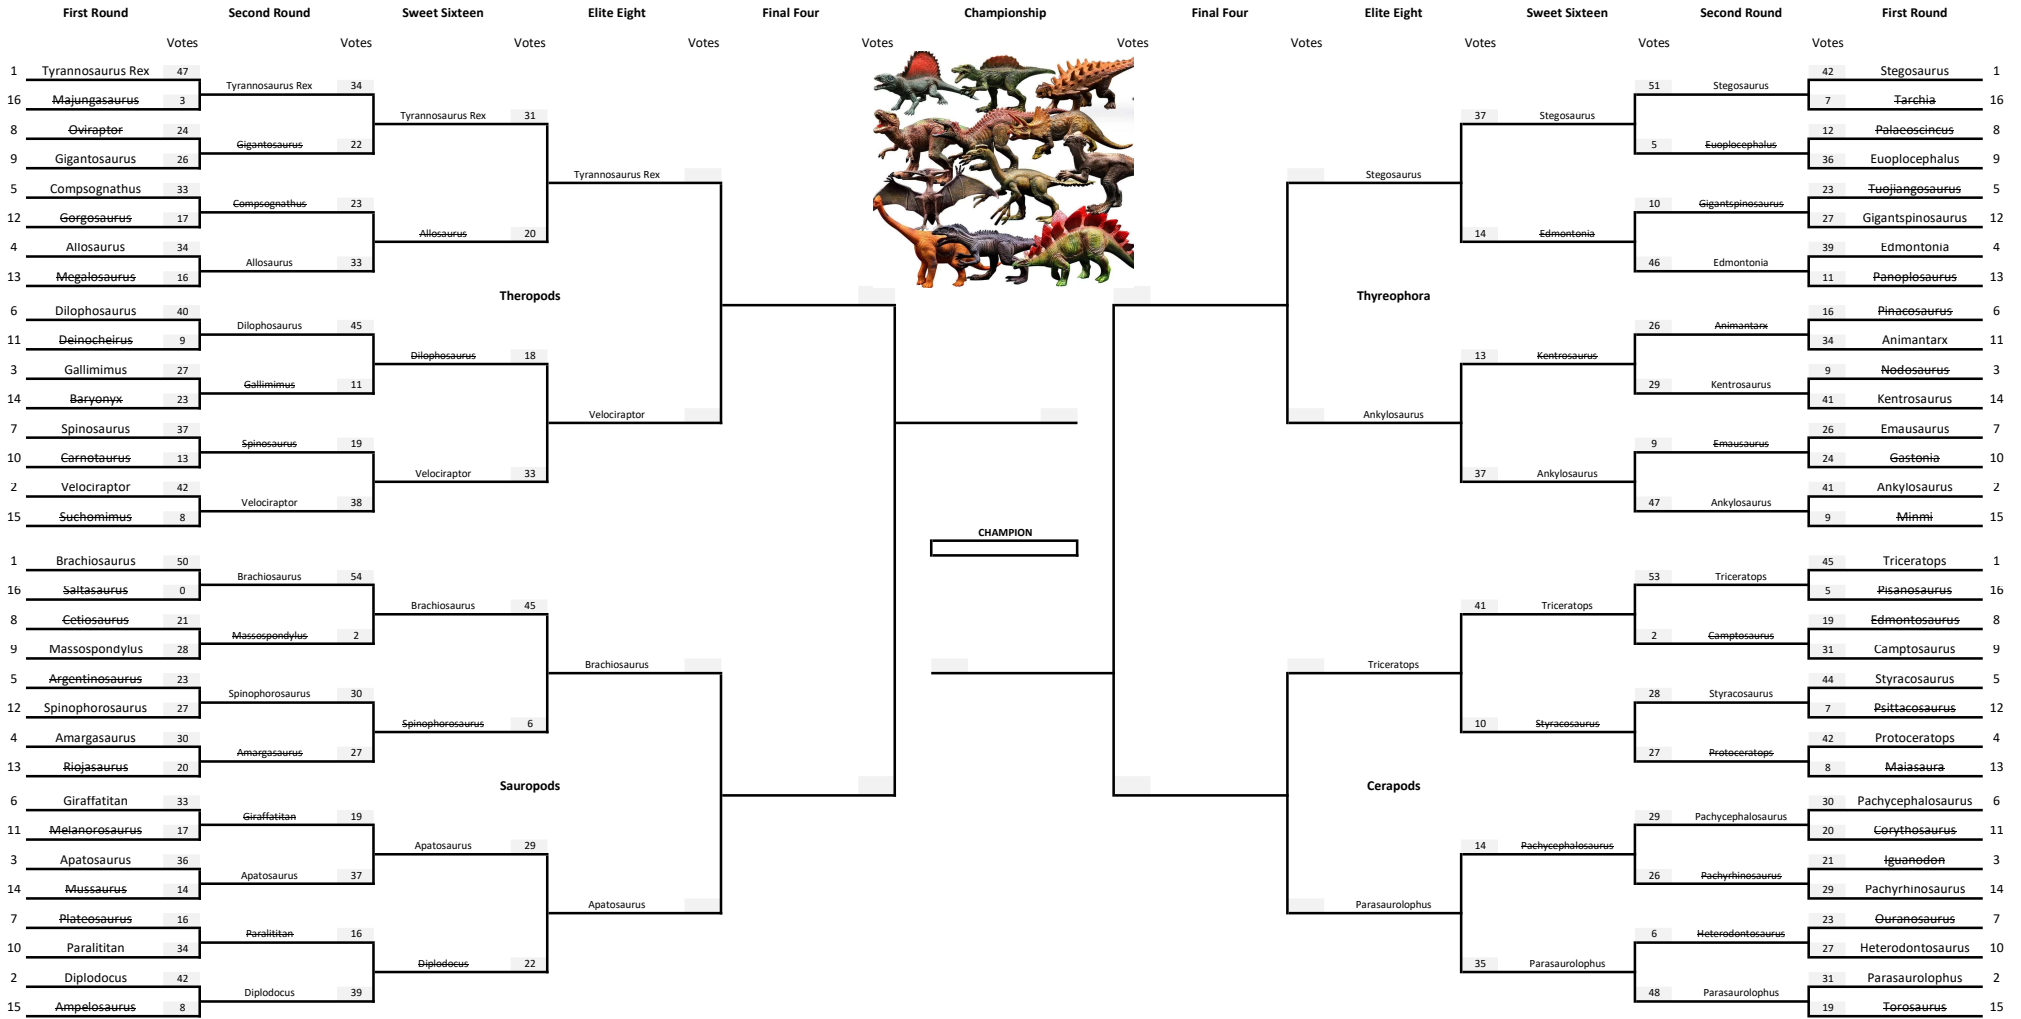 First Round Second Round Sweet Sixteen Elite Eight Final Four Championship Final Four Elite Eight Sweet Sixteen Second Round First Round
Votes Votes Votes Votes Votes Votes Votes Votes Votes Votes
1 Tyrannosaurus Rex 47
16 Majungasaurus 3
8 Oviraptor 24
9 Gigantosaurus 26
5 Compsognathus 33
12 Gorgosaurus 17
4 Allosaurus 34
13 Megalosaurus 16
6 Dilophosaurus 40
11 Deinocheirus 9
3 Gallimimus 27
14 Baryonyx 23
7 Spinosaurus 37
10 Carnotaurus 13
2 Velociraptor 42
15 Suchomimus 8
Tyrannosaurus Rex 34
Gigantosaurus 22
Compsognathus 23
Allosaurus 33
Dilophosaurus 45
Gallimimus 11
Spinosaurus 19
Velociraptor 38
Tyrannosaurus Rex 31
Allosaurus 20
Theropods
Dilophosaurus 18
Velociraptor 33
Tyrannosaurus Rex
Velociraptor
1 Brachiosaurus 50
16 Saltasaurus 0
8 Cetiosaurus 21
9 Massospondylus 28
5 Argentinosaurus 23
12 Spinophorosaurus 27
4 Amargasaurus 30
13 Riojasaurus 20
6 Giraffatitan 33
11 Melanorosaurus 17
3 Apatosaurus 36
14 Mussaurus 14
7 Plateosaurus 16
10 Paralititan 34
2 Diplodocus 42
15 Ampelosaurus 8
Brachiosaurus 54
Massospondylus 2
Spinophorosaurus 30
Amargasaurus 27
Giraffatitan 19
Apatosaurus 37
Paralititan 16
Diplodocus 39
Brachiosaurus 45
Spinophorosaurus 6
Sauropods
Apatosaurus 29
Diplodocus 22
Brachiosaurus
Apatosaurus
CHAMPION
Stegosaurus
Ankylosaurus
37 Stegosaurus
14 Edmontonia
Thyreophora
13 Kentrosaurus
37 Ankylosaurus
51 Stegosaurus
5 Euoplocephalus
10 Gigantspinosaurus
46 Edmontonia
26 Animantarx
29 Kentrosaurus
9 Emausaurus
47 Ankylosaurus
42 Stegosaurus 1
7 Tarchia 16
12 Palaeoscincus 8
36 Euoplocephalus 9
23 Tuojiangosaurus 5
27 Gigantspinosaurus 12
39 Edmontonia 4
11 Panoplosaurus 13
16 Pinacosaurus 6
34 Animantarx 11
9 Nodosaurus 3
41 Kentrosaurus 14
26 Emausaurus 7
24 Gastonia 10
41 Ankylosaurus 2
9 Minmi 15
Triceratops
Parasaurolophus
41 Triceratops
10 Styracosaurus
Cerapods
14 Pachycephalosaurus
35 Parasaurolophus
53 Triceratops
2 Camptosaurus
28 Styracosaurus
27 Protoceratops
29 Pachycephalosaurus
26 Pachyrhinosaurus
6 Heterodontosaurus
48 Parasaurolophus
45 Triceratops 1
5 Pisanosaurus 16
19 Edmontosaurus 8
31 Camptosaurus 9
44 Styracosaurus 5
7 Psittacosaurus 12
42 Protoceratops 4
8 Maiasaura 13
30 Pachycephalosaurus 6
20 Corythosaurus 11
21 Iguanodon 3
29 Pachyrhinosaurus 14
23 Ouranosaurus 7
27 Heterodontosaurus 10
31 Parasaurolophus 2
19 Torosaurus 15